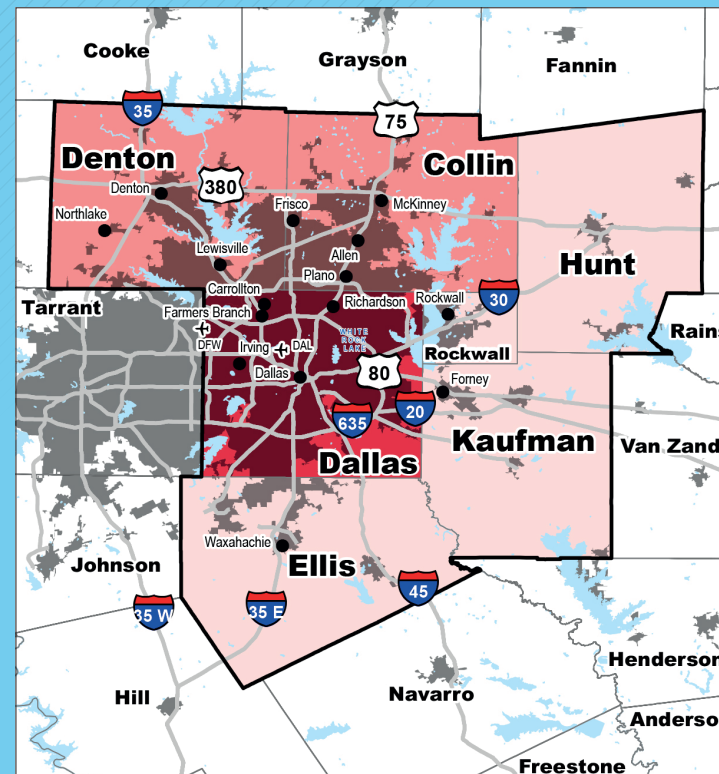 Cooke
Grayson
Fannin
35
75
Denton
Collin
380
Denton
Frisco
McKinney
Northlake
Lewisville
Allen
Hunt
Plano
Carrollton
Tarrant
Richardson
Rockwall
30
Farmers Branch
DFW
WHITE
ROCK
LAKE
Irving
DAL
Rockwall
Rains
Dallas
80
Forney
20
635
Kaufman
Van Zand
Dallas
Waxahachie
Ellis
Johnson
45
35 W
35 E
Henderson
Hill
Navarro
Anderso
Freestone